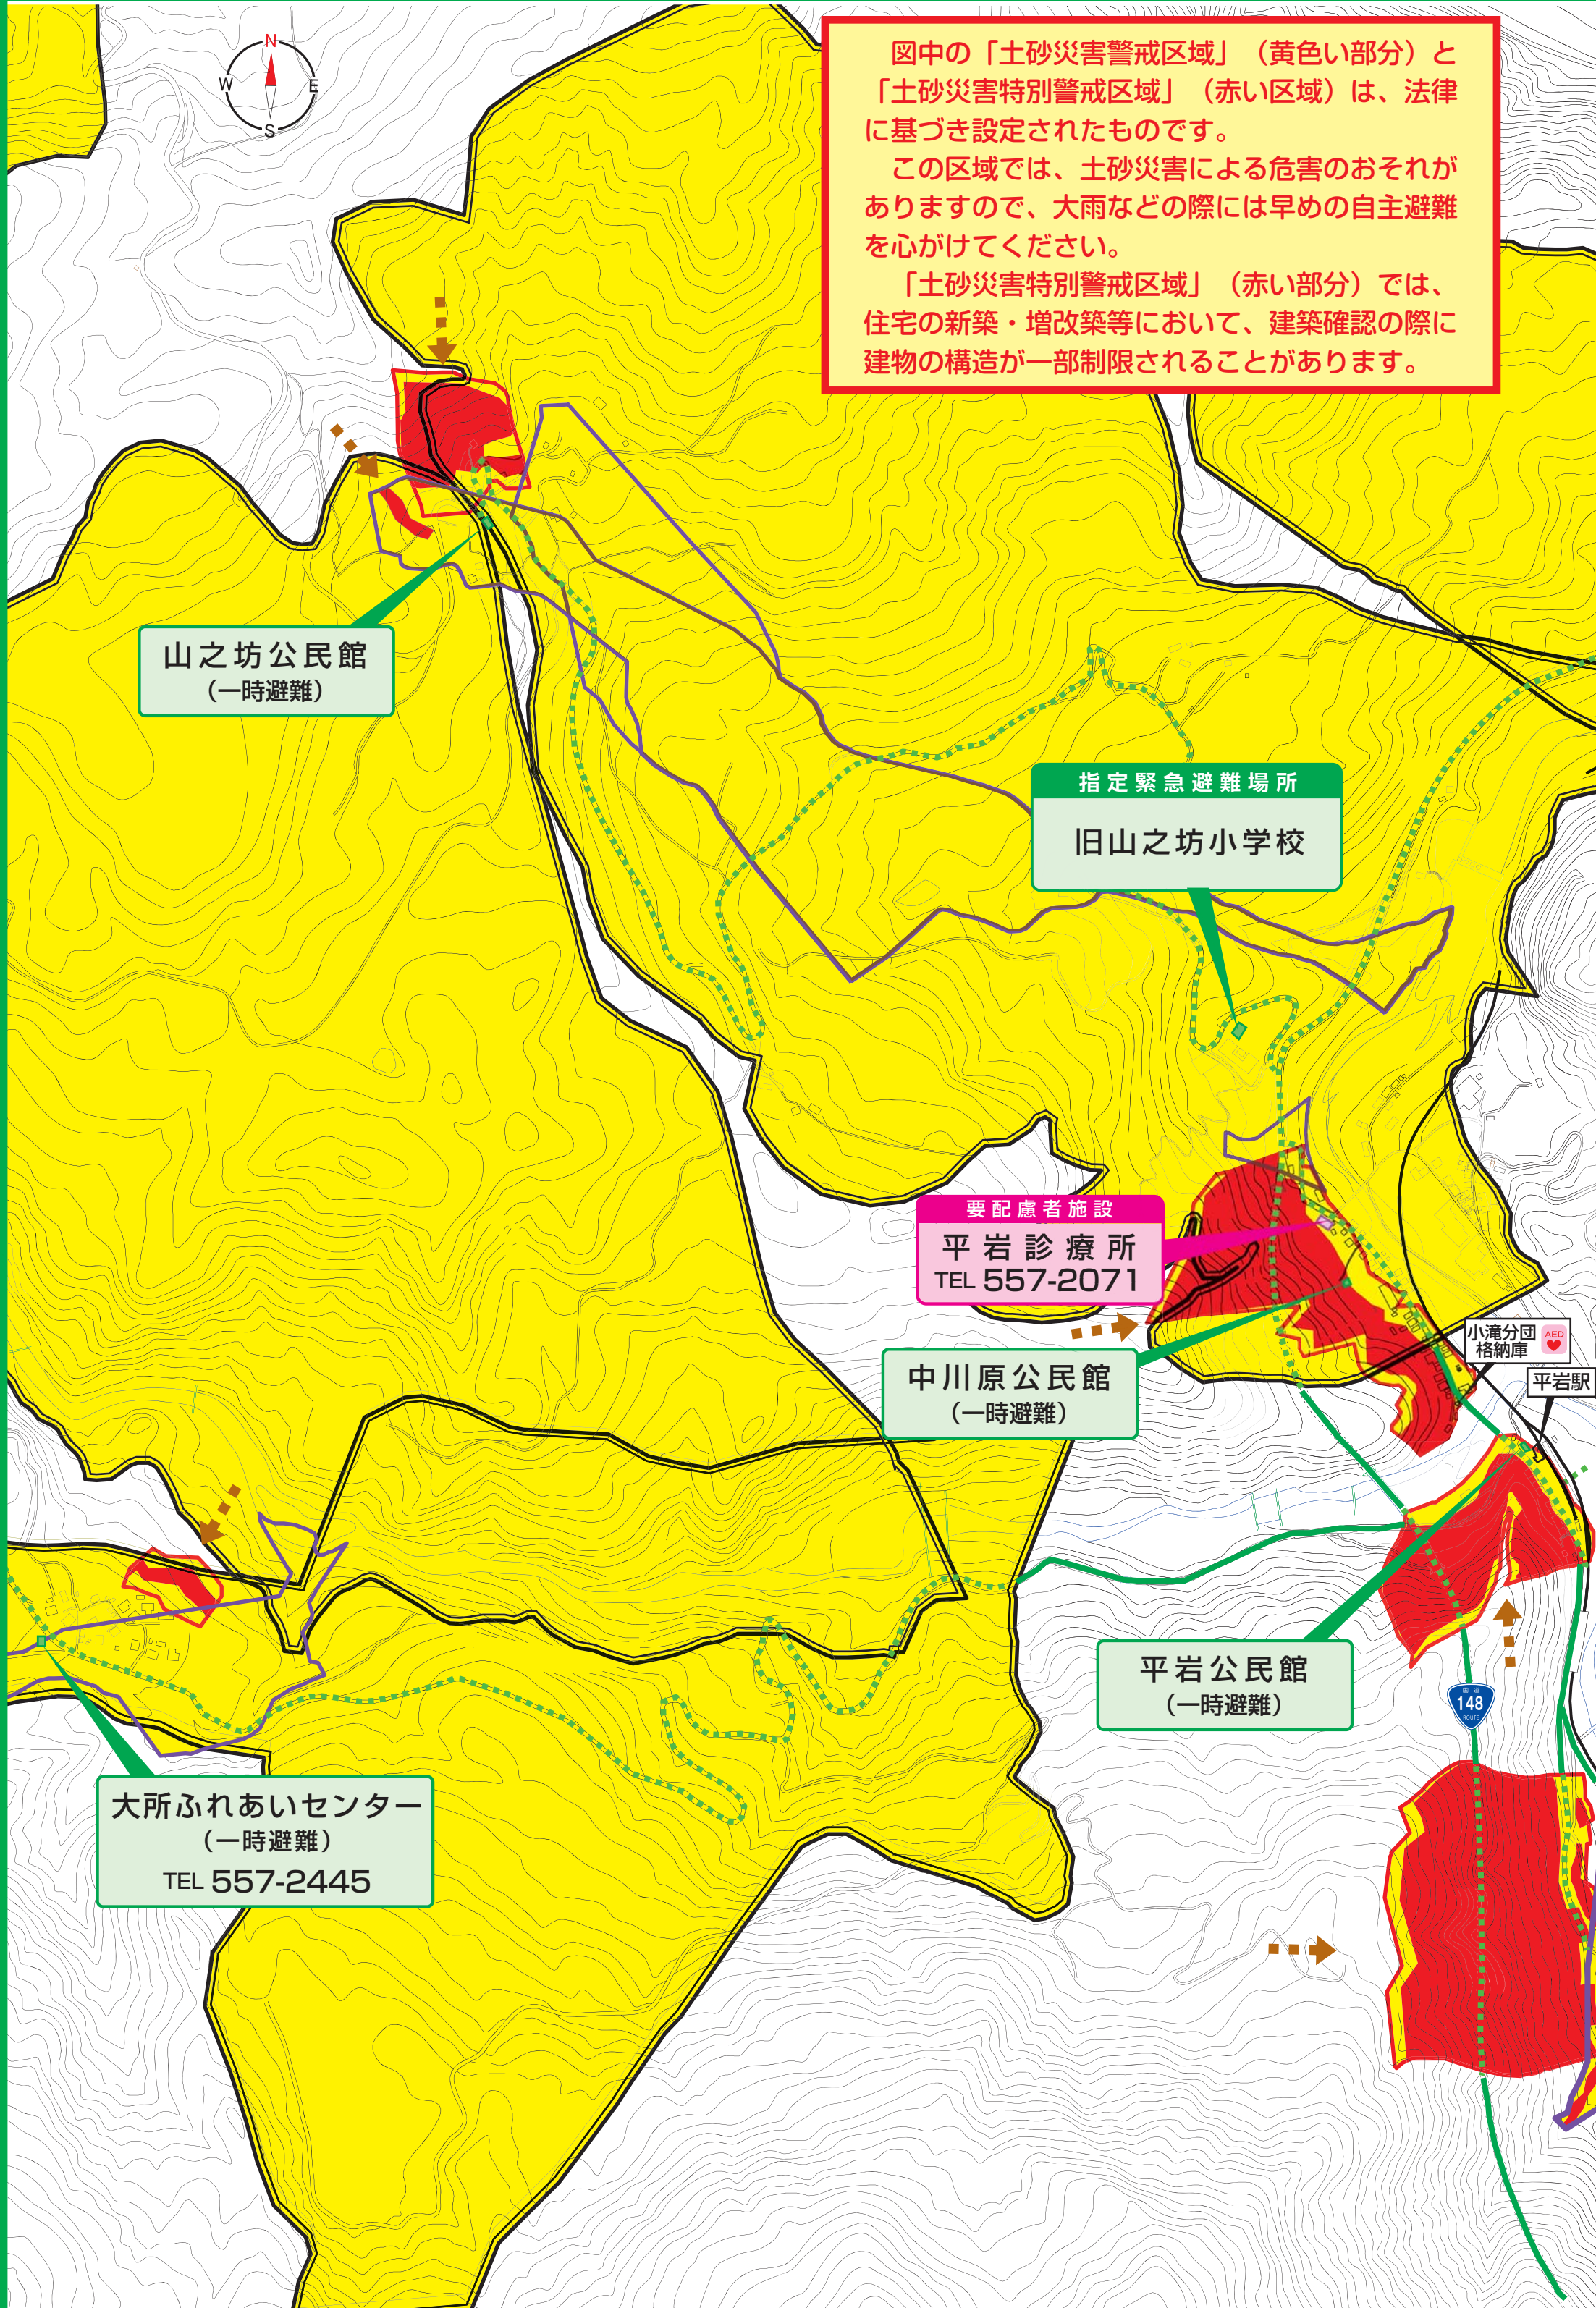 N
W
E
S
図中の「土砂災害警戒区域」（黄色い部分）と
「土砂災害特別警戒区域」（赤い区域）は、法律
に基づき設定されたものです。
この区域では、土砂災害による危害のおそれが
ありますので、大雨などの際には早めの自主避難
を心がけてください。
「土砂災害特別警戒区域」（赤い部分）では、
住宅の新築・増改築等において、建築確認の際に
建物の構造が一部制限されることがあります。
山之坊公民館
（一時避難）
指定緊急避難場所
旧山之坊小学校
要配慮者施設
平岩診療所
TEL 557-2071
小滝分団
格納庫
AED
平岩駅
中川原公民館
（一時避難）
平岩公民館
（一時避難）
国道
148
ROUTE
大所ふれあいセンター
（一時避難）
TEL 557-2445